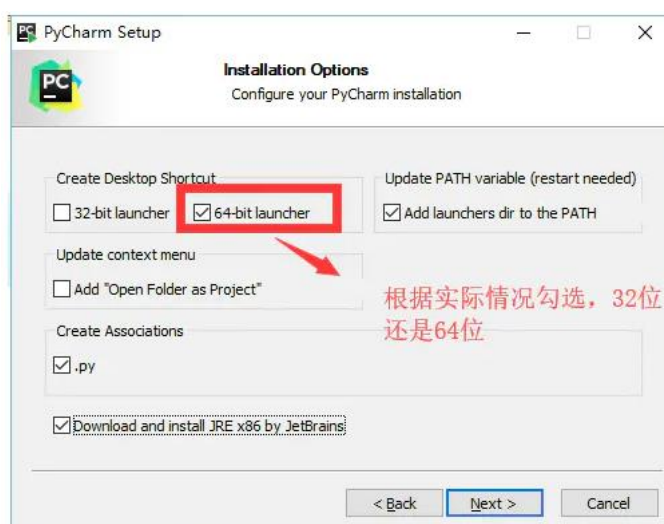 PyCharm Setup
PC
Installation Options
Configure your PyCharm installation
Create Desktop Shortcut
Update PATH variable (restart needed)
32-bit launcher
64-bit launcher
Add launchers dir to the PATH
Update context menu
Add "Open Folder as Project"
根据实际情况勾选，32位
还是64位
Create Associations
.py
Download and install JRE x86 by JetBrains
< Back
Next >
Cancel